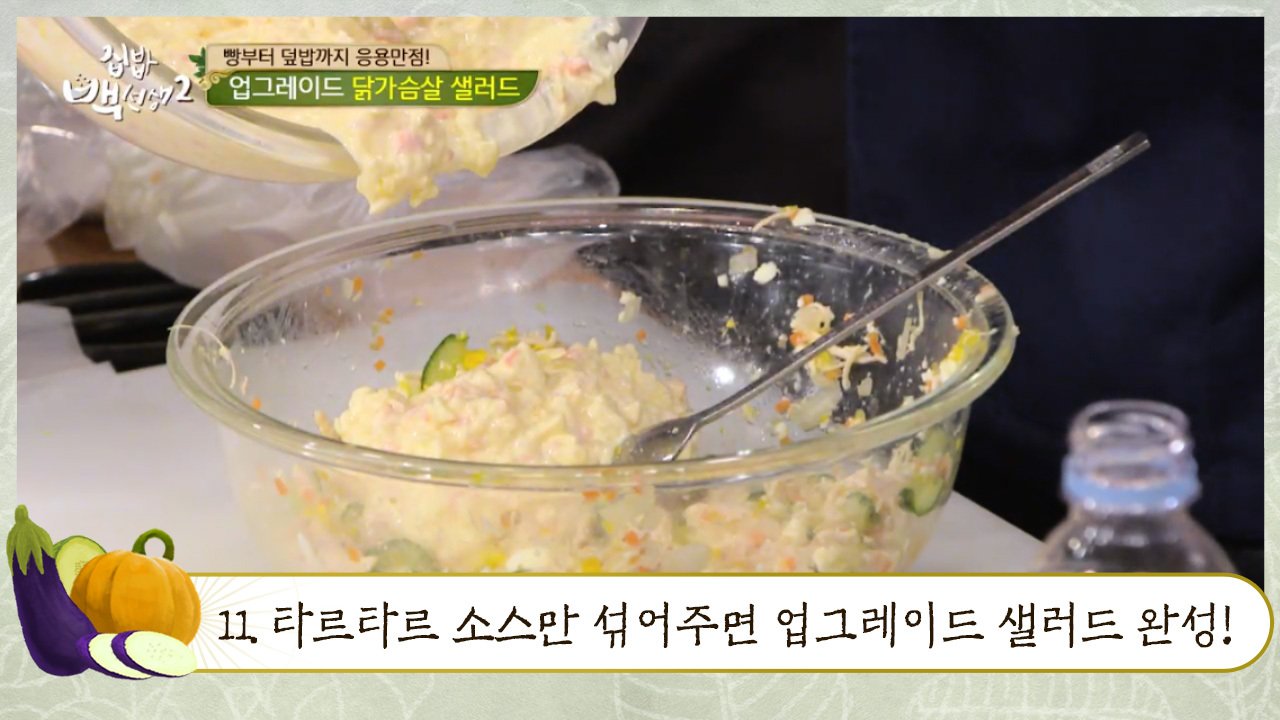 집밥
백선생2
빵부터 덮밥까지 응용만점!
업그레이드 닭가슴살 샐러드
11. 타르타르 소스만 섞어주면 업그레이드 샐러드 완성!